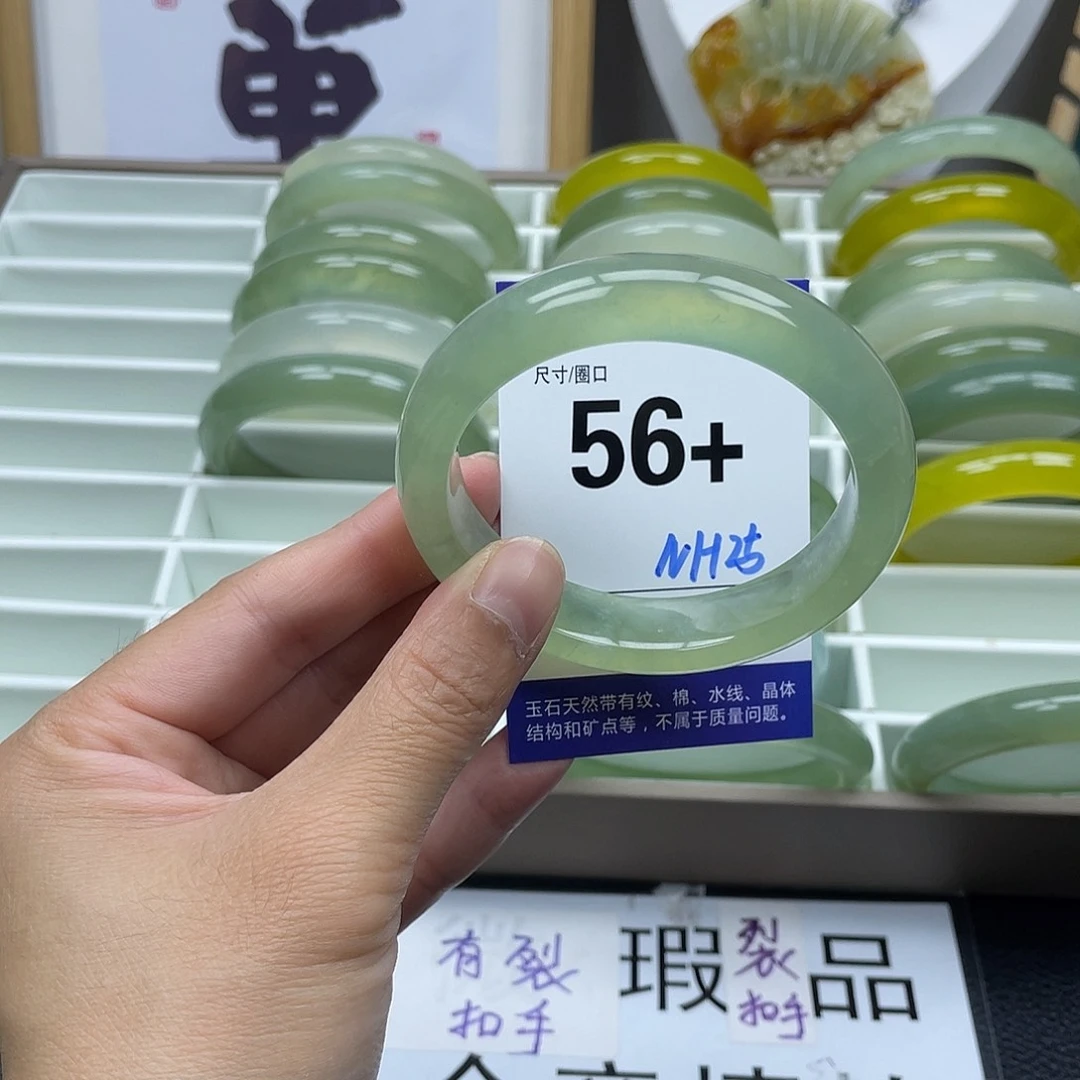 尺寸/圈口
56+
NH25
玉石天然带有纹、棉、水线、晶体
结构和矿点等，不属于质量问题。
有裂 瑕裂品
扣手 扣手